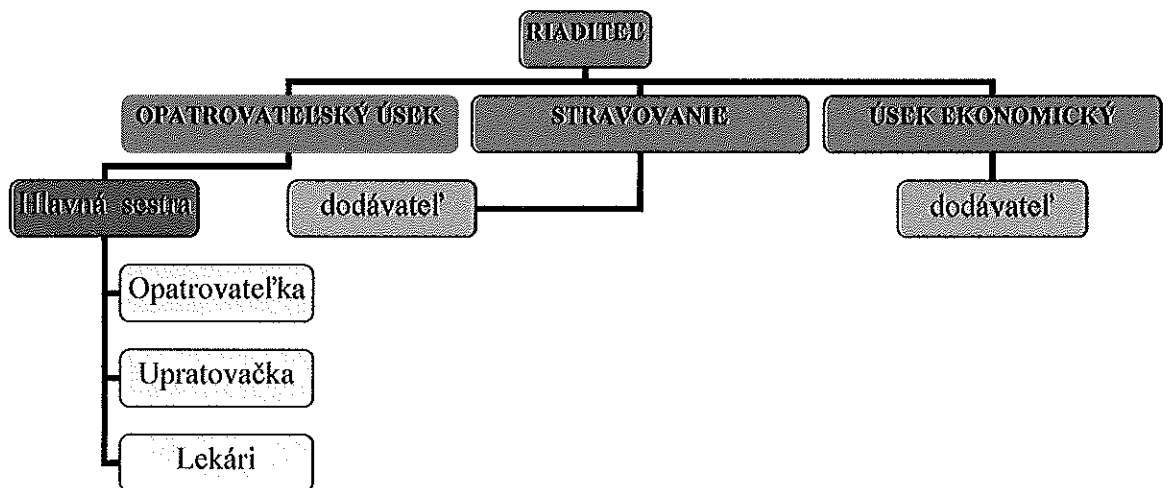 RIADITEĽ
OPATROVATEĽSKÝ ÚSEK
STRAVOVANIE
ÚSEK EKONOMICKÝ
Hlavná sestra
dodávateľ
dodávateľ
Opatrovateľka
Upratovačka
Lekári